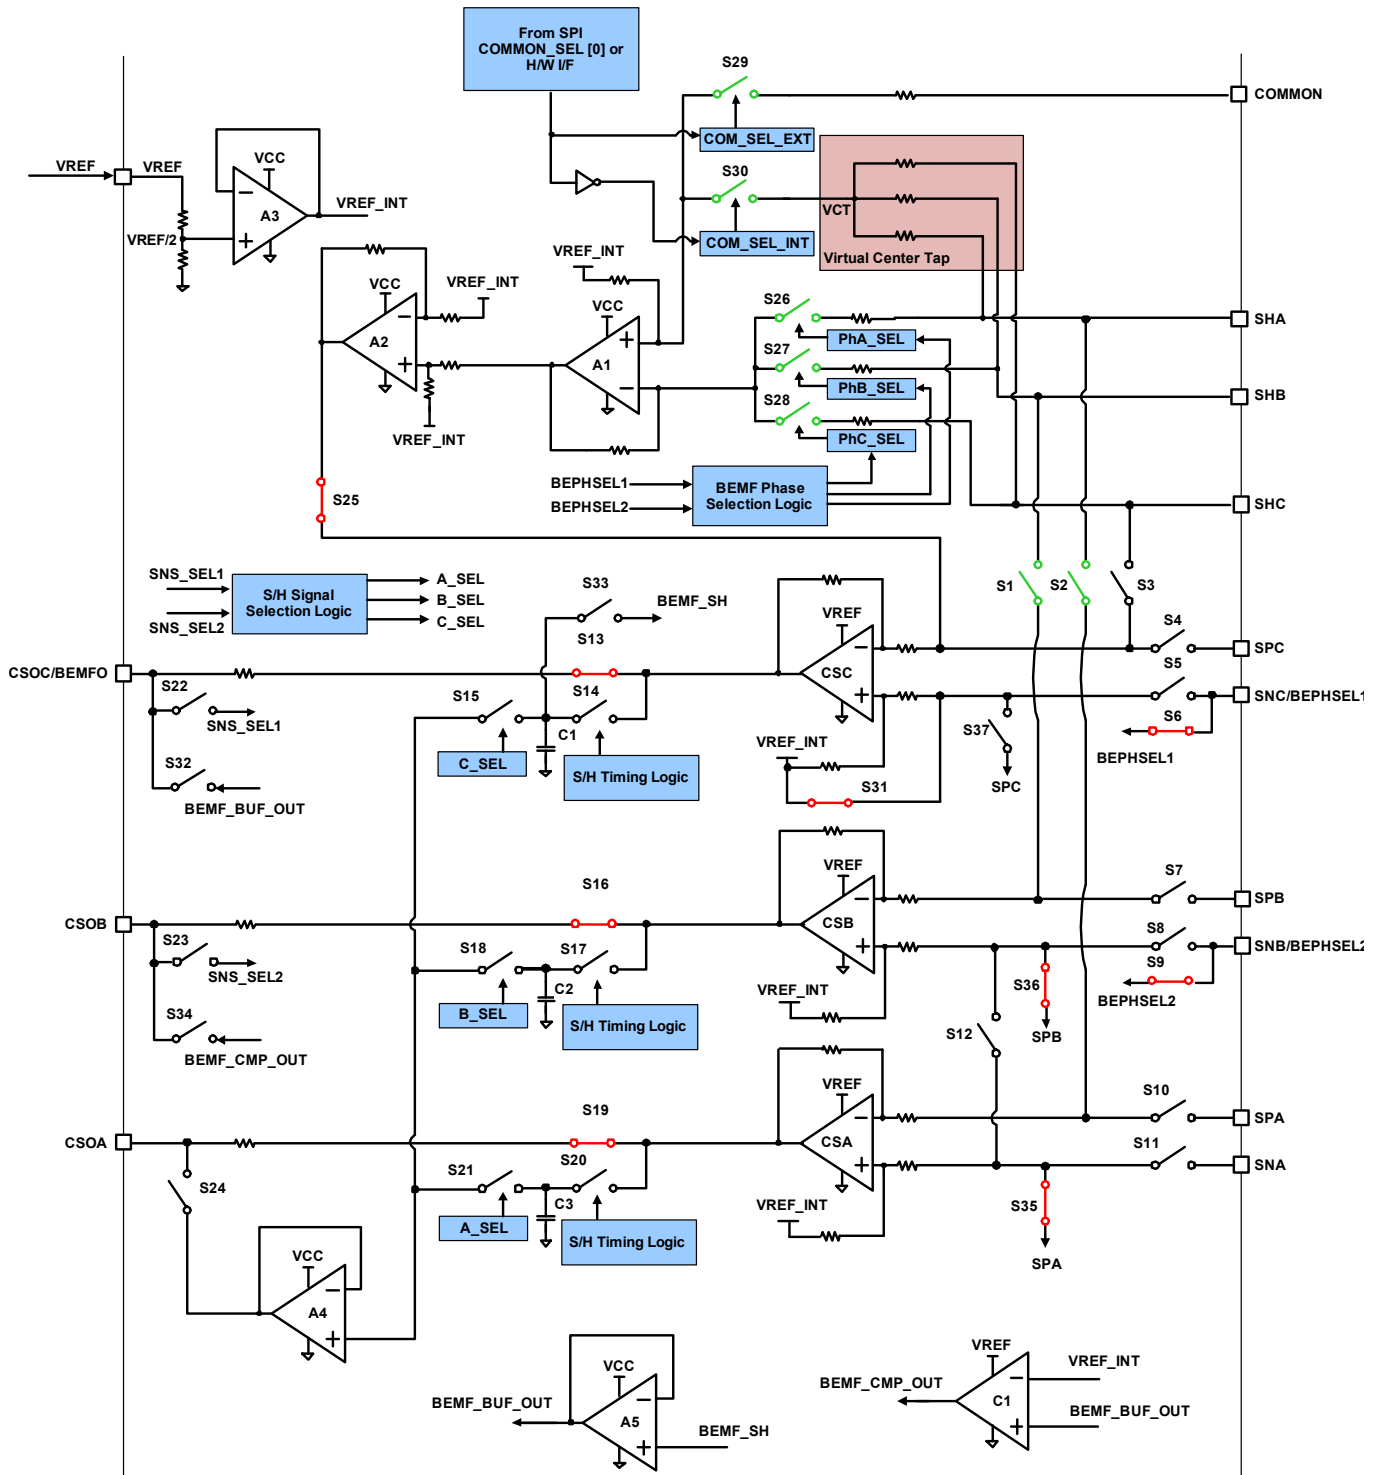 From SPI
COMMON_SEL [0] or
H/W I/F
S29
COMMON
COM_SEL_EXT
VREF
VREF
VCC
A3
VREF_INT
VREF/2
S30
VCT
COM_SEL_INT
Virtual Center Tap
VREF_INT
VCC
VREF_INT
A2
VREF_INT
VCC
A1
S26
PhA_SEL
SHA
S27
PhB_SEL
SHB
S28
PhC_SEL
BEPHSEL1
BEPHSEL2
BEMF Phase
Selection Logic
SHC
S25
SNS_SEL1
SNS_SEL2
S/H Signal
Selection Logic
A_SEL
B_SEL
C_SEL
S33
BEMF_SH
S13
S1
S2
S3
S4
SPC
VREF
CSC
CSOC/BEMFO
S22
SNS_SEL1
S32
BEMF_BUF_OUT
S15
S14
C1
C_SEL
S/H Timing Logic
S5
SNC/BEPHSEL1
S6
BEPHSEL1
S37
SPC
VREF_INT
S31
S16
VREF
CSB
S7
SPB
CSOB
S23
SNS_SEL2
S34
BEMF_CMP_OUT
S18
S17
C2
B_SEL
S/H Timing Logic
S8
SNB/BEPHSEL2
S9
BEPHSEL2
S36
SPB
VREF_INT
S12
S19
VREF
CSA
S10
SPA
CSOA
S24
S21
S20
C3
A_SEL
S/H Timing Logic
S11
SNA
S35
SPA
VREF_INT
VCC
A4
BEMF_BUF_OUT
VCC
A5
BEMF_SH
BEMF_CMP_OUT
VREF
C1
VREF_INT
BEMF_BUF_OUT